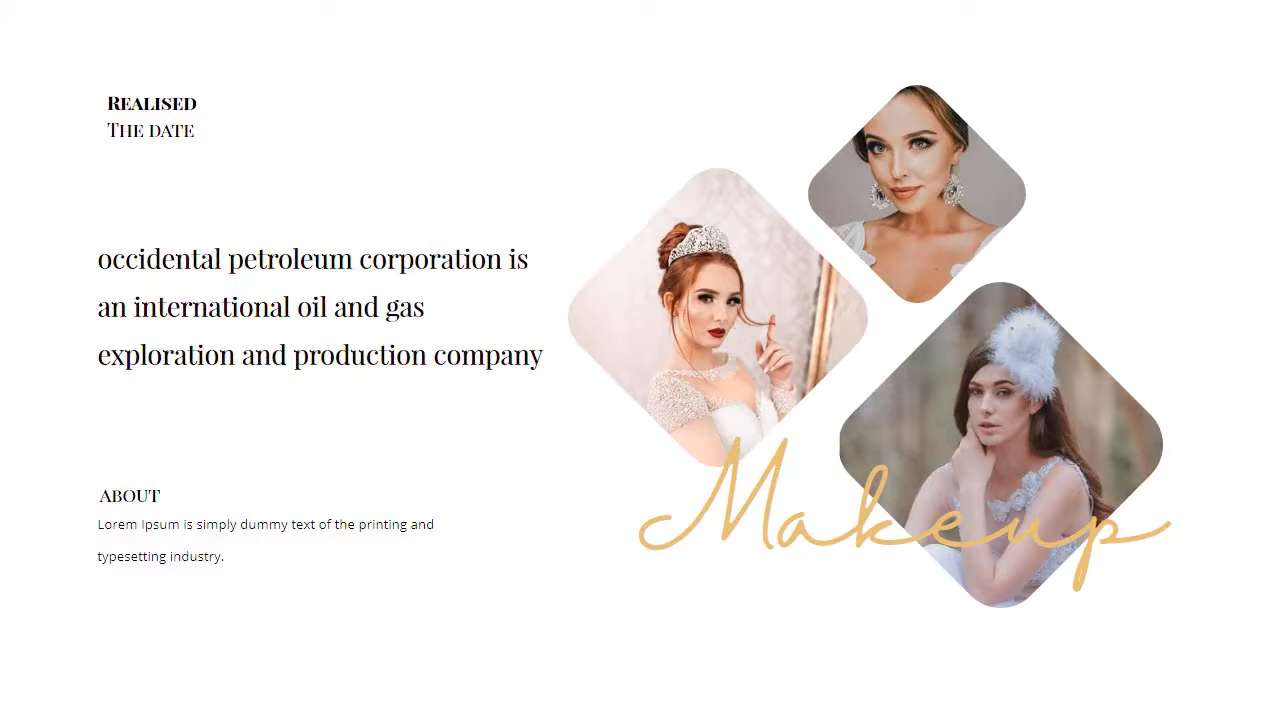 Realised
The date
occidental petroleum corporation is
an international oil and gas
exploration and production company
ABOUT
Lorem Ipsum is simply dummy text of the printing and
typesetting industry.
Makeup